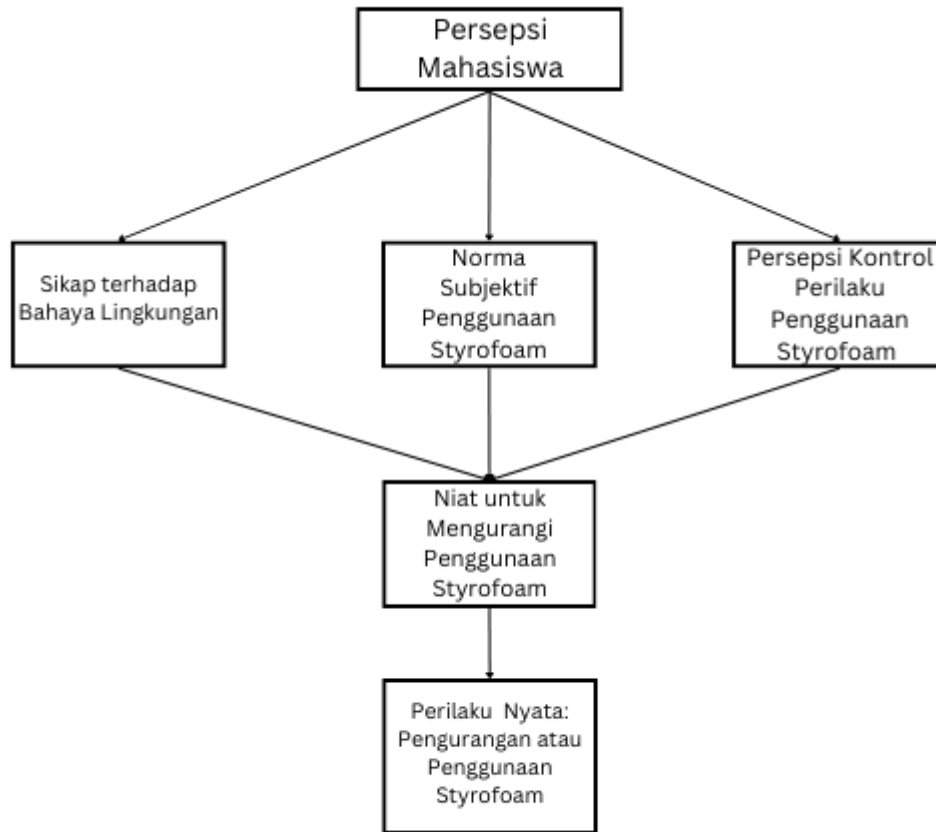 Persepsi
Mahasiswa
Sikap terhadap
Bahaya Lingkungan
Norma
Subjektif
Penggunaan
Styrofoam
Persepsi Kontrol
Perilaku
Penggunaan
Styrofoam
Niat untuk
Mengurangi
Penggunaan
Styrofoam
Perilaku Nyata:
Pengurangan atau
Penggunaan
Styrofoam